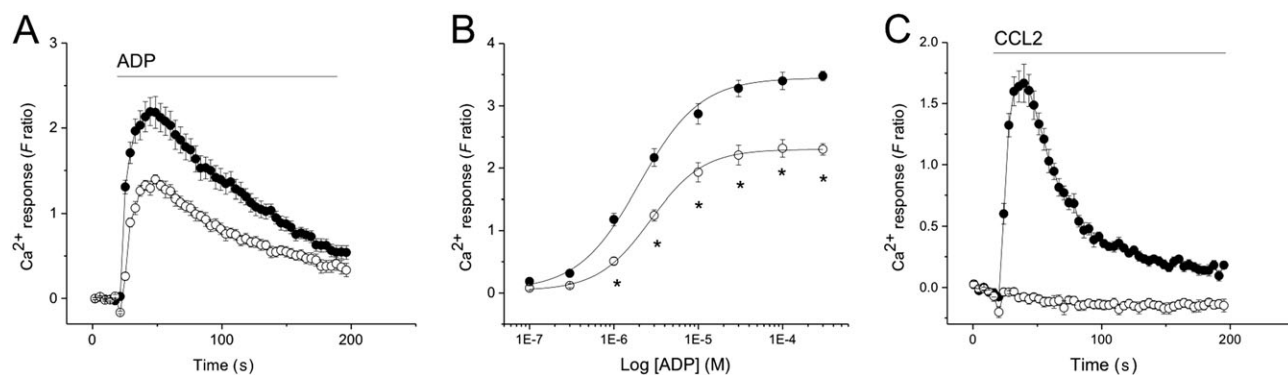 A
ADP
Ca2+ response (F ratio)
3
2
1
0
0
100
200
Time (s)
B
Ca2+ response (F ratio)
4
3
2
1
0
* * * * * *
1E-7
1E-6
1E-5
1E-4
Log [ADP] (M)
C
CCL2
Ca2+ response (F ratio)
2.0
1.5
1.0
0.5
0.0
0
100
200
Time (s)